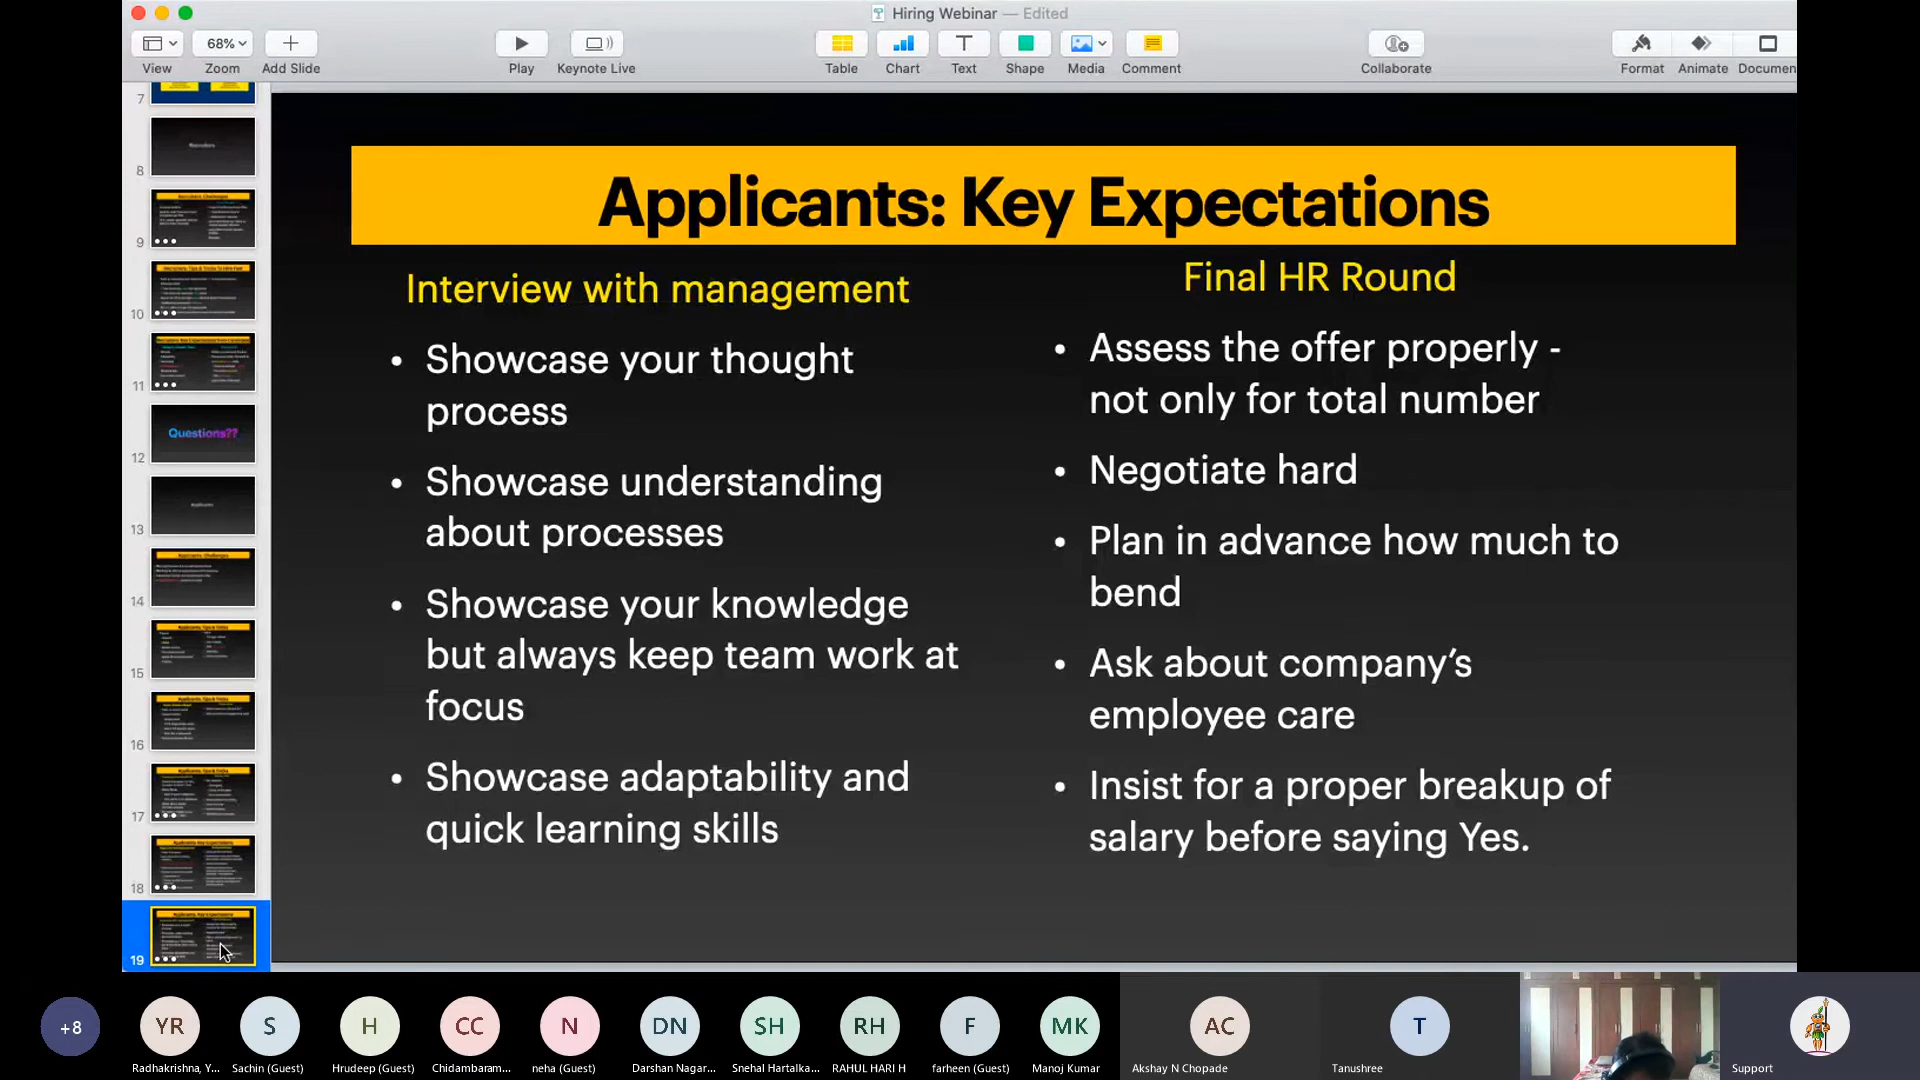 Hiring Webinar — Edited
68%
View
Zoom
Add Slide
Play
Keynote Live
Table
Chart
Text
Shape
Media
Comment
Collaborate
Format
Animate
Documen
7
8
9
10
11
12
Questions??
13
14
15
16
17
18
19
Applicants: Key Expectations
Interview with management
• Showcase your thought
process
• Showcase understanding
about processes
• Showcase your knowledge
but always keep team work at
focus
• Showcase adaptability and
quick learning skills
Final HR Round
• Assess the offer properly -
not only for total number
• Negotiate hard
• Plan in advance how much to
bend
• Ask about company’s
employee care
• Insist for a proper breakup of
salary before saying Yes.
+8
YR
S
H
CC
N
DN
SH
RH
F
MK
AC
T
Radhakrishna, Y...
Sachin (Guest)
Hrudeep (Guest)
Chidambaram...
neha (Guest)
Darshan Nagar...
Snehal Hartalka...
RAHUL HARI H
farheen (Guest)
Manoj Kumar
Akshay N Chopade
Tanushree
Support